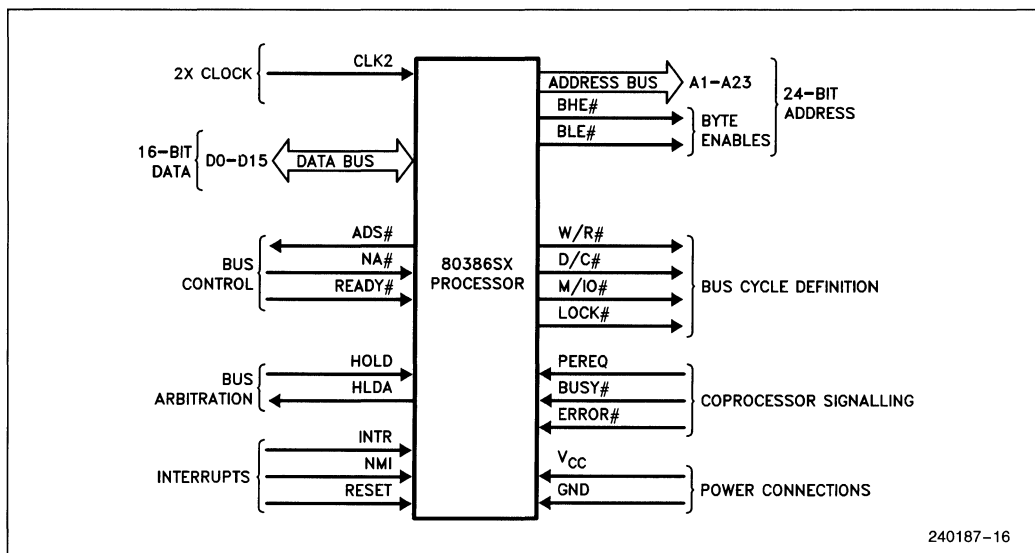 2X CLOCK
CLK2
16-BIT
DATA
D0-D15
DATA BUS
BUS
CONTROL
ADS#
NA#
READY#
BUS
ARBITRATION
HOLD
HLDA
INTERRUPTS
INTR
NMI
RESET
80386SX
PROCESSOR
ADDRESS BUS
A1-A23
BHE#
BLE#
BYTE
ENABLES
24-BIT
ADDRESS
W/R#
D/C#
M/IO#
LOCK#
BUS CYCLE DEFINITION
PEREQ
BUSY#
ERROR#
COPROCESSOR SIGNALLING
VCC
GND
POWER CONNECTIONS
240187-16